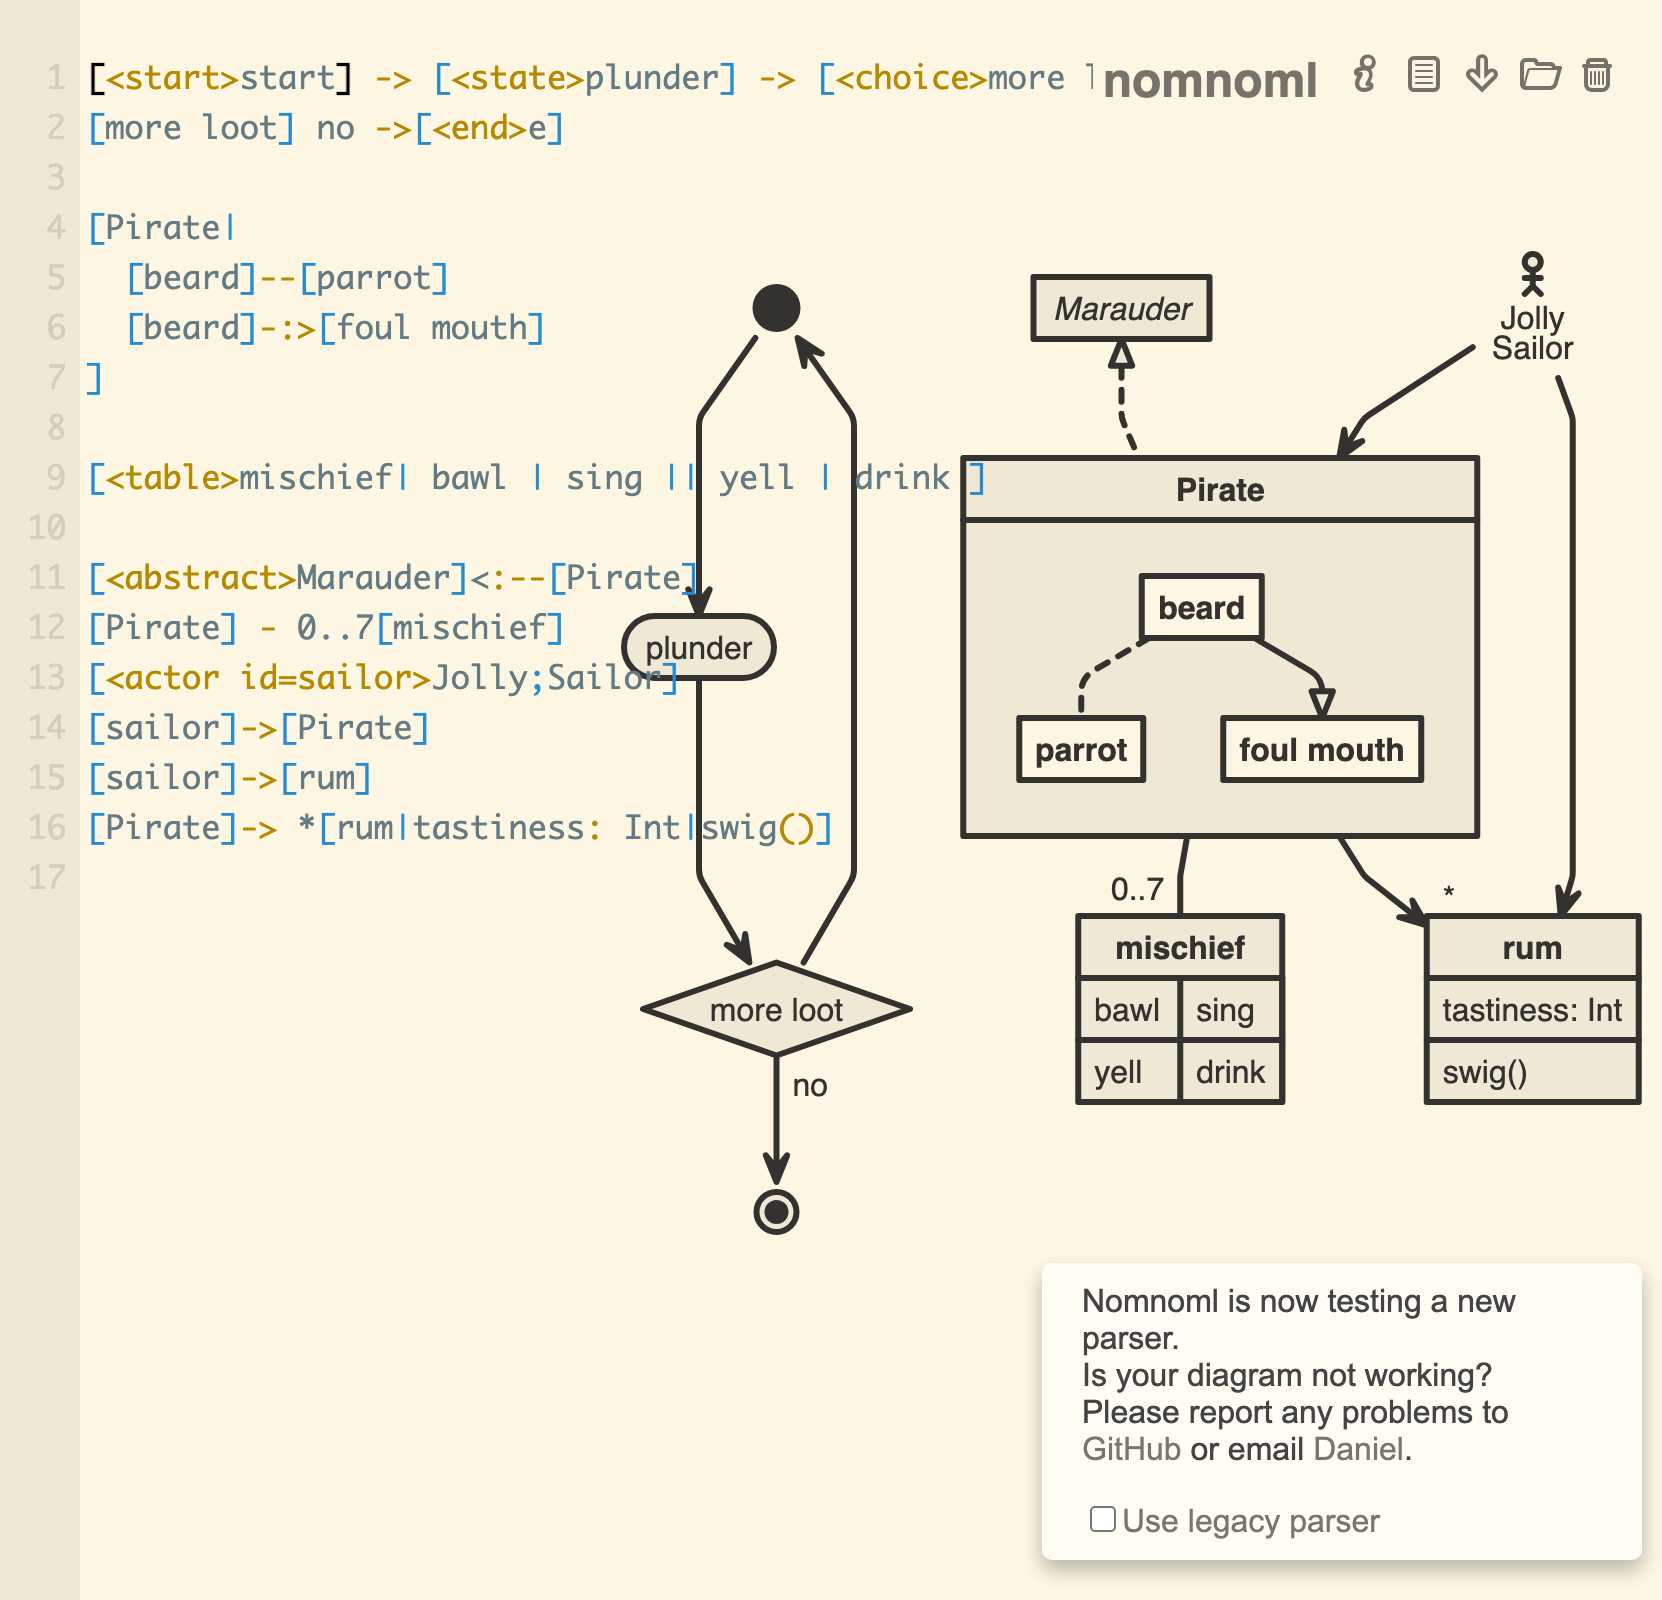 1 [<start>start] -> [<state>plunder] -> [<choice>more
2 [more loot] no ->[<end>e]
3
4 [Pirate|
5   [beard]--[parrot]
6   [beard]-:>[foul mouth]
7 ]
8
9 [<table>mischief| bawl | sing || yell | drink ]
10
11 [<abstract>Marauder]<:--[Pirate]
12 [Pirate] - 0..7[mischief]
13 [<actor id=sailor>Jolly;Sailor]
14 [sailor]->[Pirate]
15 [sailor]->[rum]
16 [Pirate]-> *[rum|tastiness: Int|swig()]
17
nomnoml
plunder
more loot
no
Marauder
Jolly
Sailor
Pirate
beard
parrot
foul mouth
0..7
*
mischief
bawl sing
yell drink
rum
tastiness: Int
swig()
Nomnoml is now testing a new
parser.
Is your diagram not working?
Please report any problems to
GitHub or email Daniel.
Use legacy parser